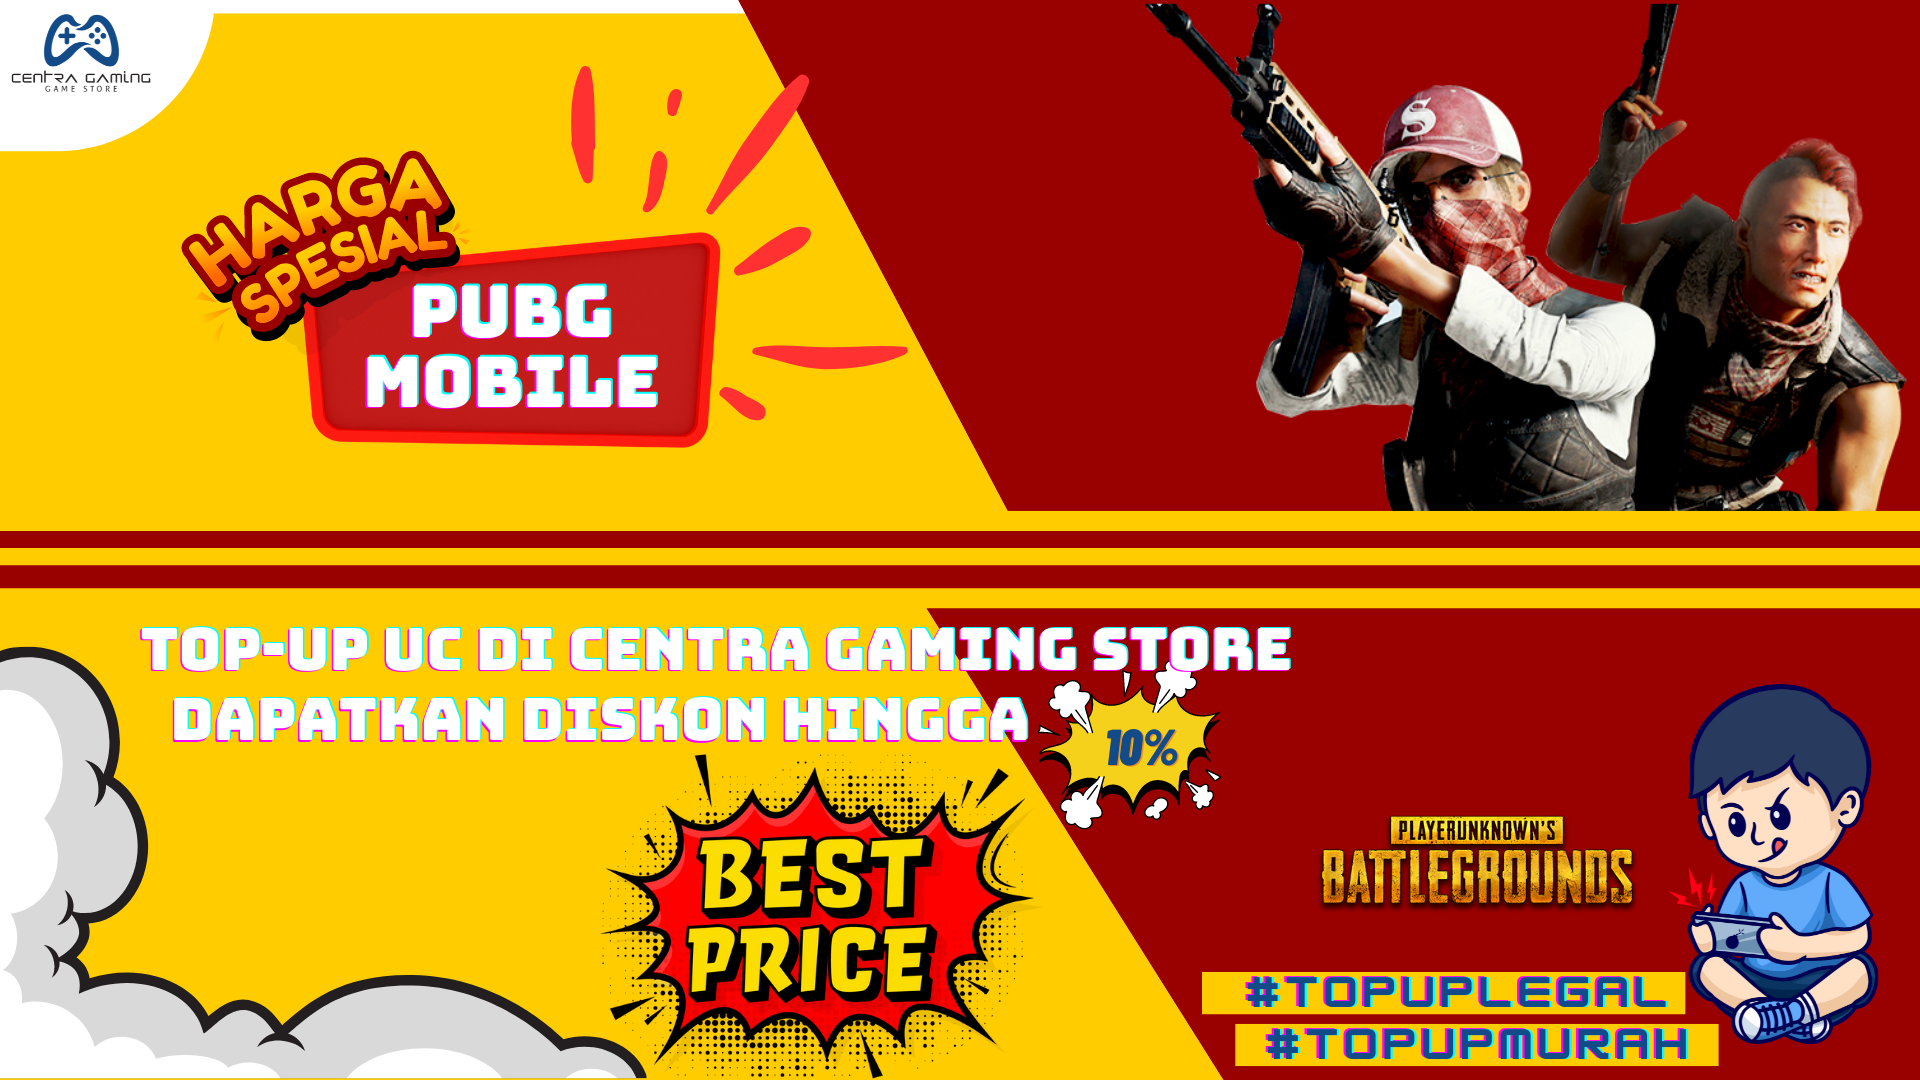 CENTRA GAMING
GAME STORE
HARGA
SPESIAL
PUBG
MOBILE
S
TOP-UP UC DI CENTRA GAMING STORE
DAPATKAN DISKON HINGGA
10%
BEST
PRICE
PLAYERUNKNOWN'S
BATTLEGROUNDS
#TOPUPLEGAL
#TOPUPMURAH